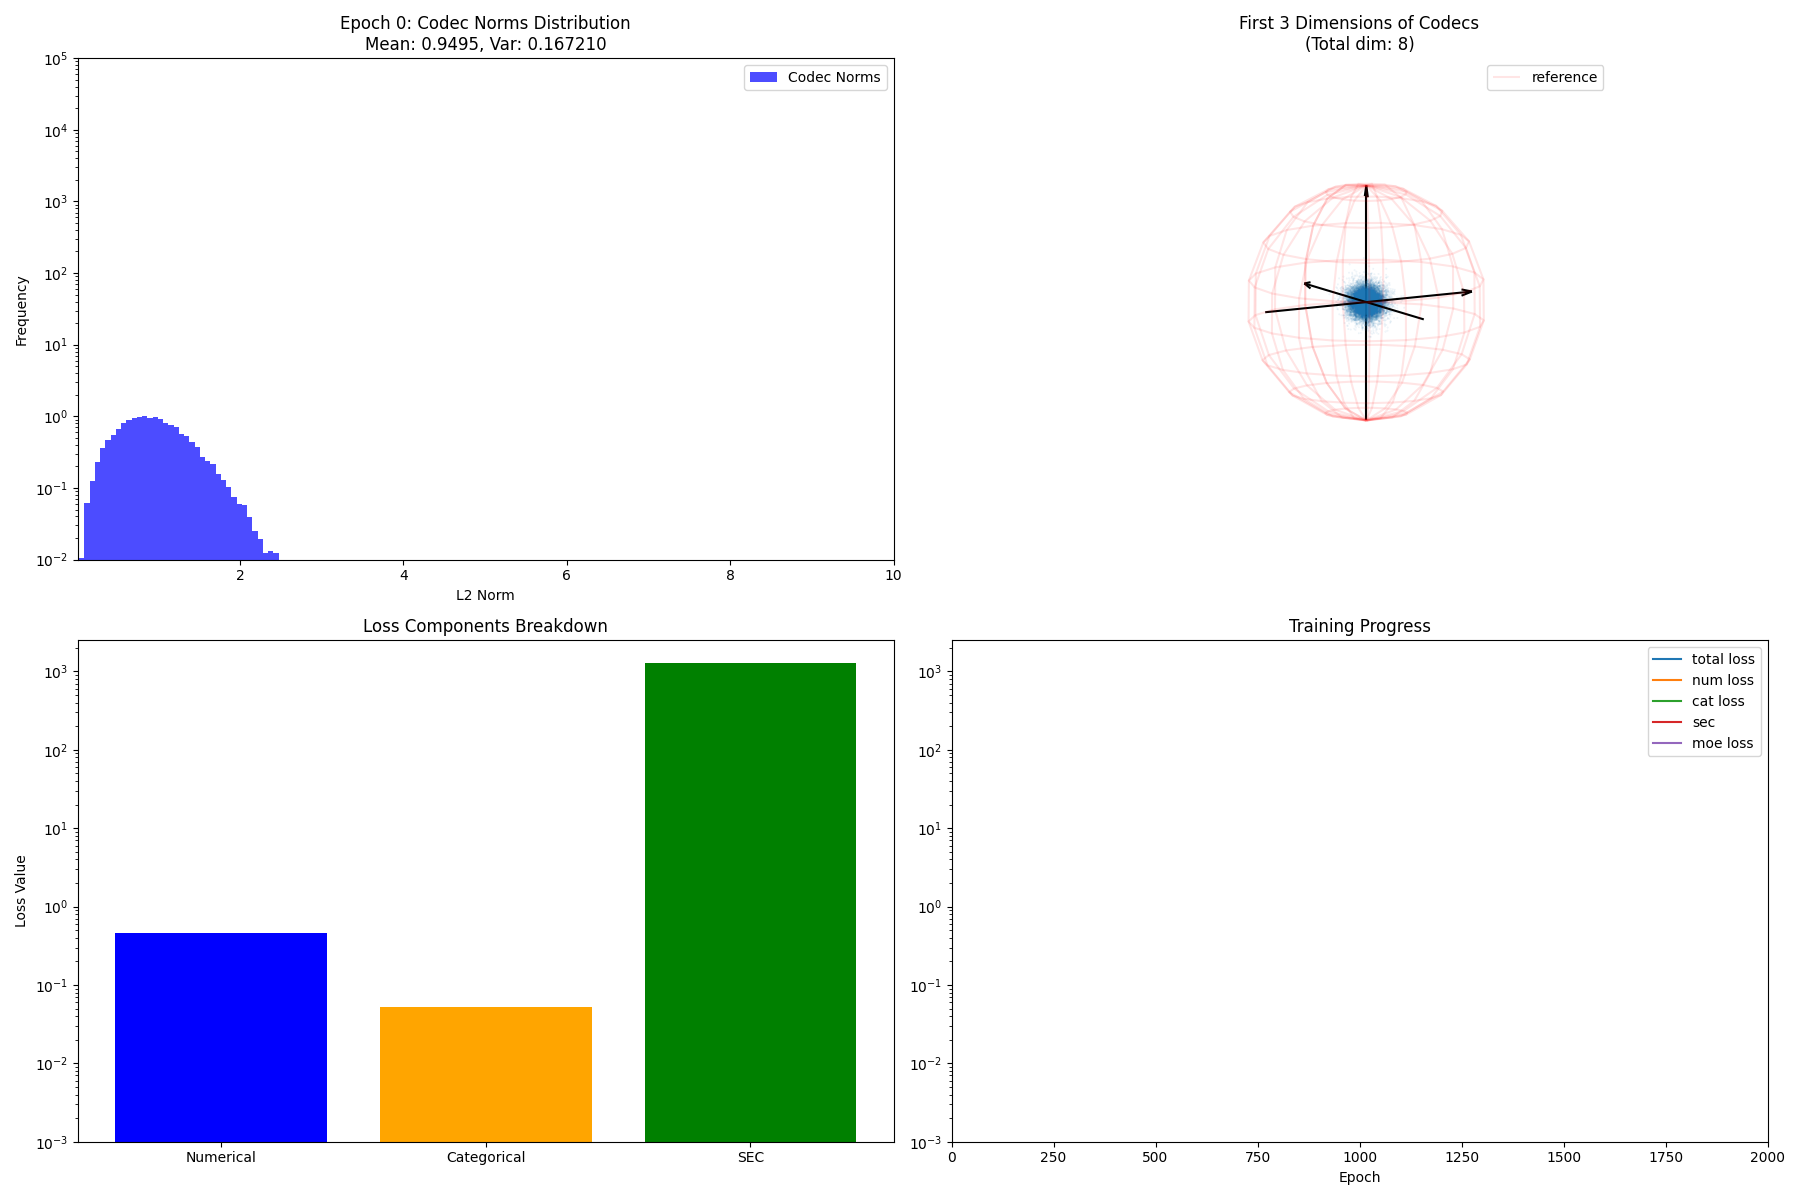 Epoch 0: Codec Norms Distribution
Mean: 0.9495, Var: 0.167210
10^5
10^4
10^3
10^2
10^1
10^0
10^-1
10^-2
Frequency
Codec Norms
2 4 6 8 10
L2 Norm
First 3 Dimensions of Codecs
(Total dim: 8)
reference
Loss Components Breakdown
10^3
10^2
10^1
10^0
10^-1
10^-2
10^-3
Loss Value
Numerical Categorical SEC
Training Progress
10^3
10^2
10^1
10^0
10^-1
10^-2
10^-3
total loss
num loss
cat loss
sec
moe loss
0 250 500 750 1000 1250 1500 1750 2000
Epoch